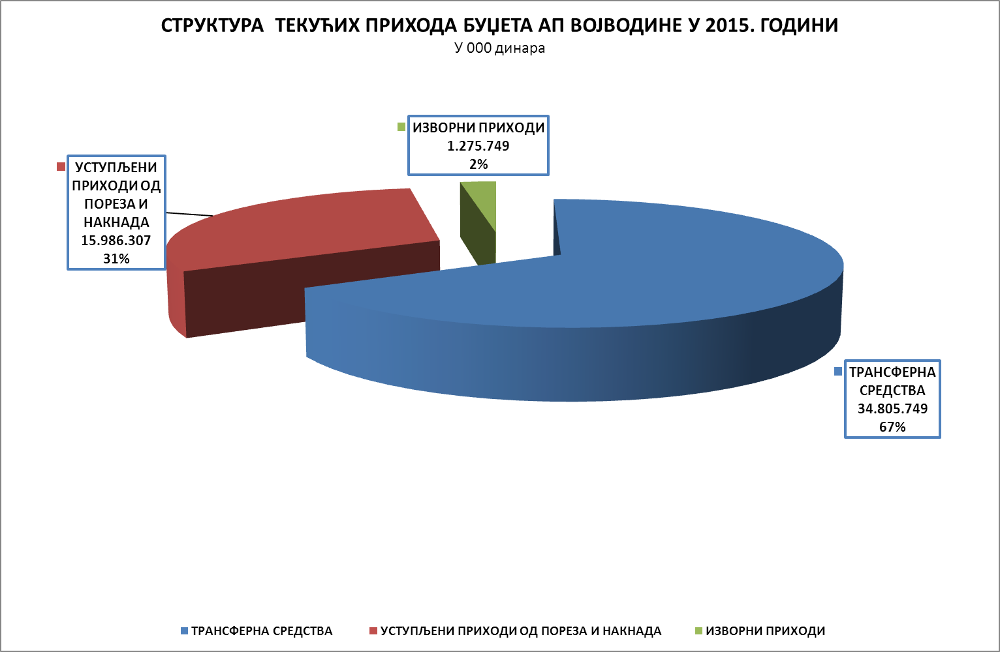 СТРУКТУРА  ТЕКУЋИХ ПРИХОДА БУЏЕТА АП ВОЈВОДИНЕ У 2015. ГОДИНИ
У 000 динара
ИЗВОРНИ ПРИХОДИ
1.275.749
2%
УСТУПЉЕНИ
ПРИХОДИ ОД
ПОРЕЗА И
НАКНАДА
15.986.307
31%
ТРАНСФЕРНА
СРЕДСТВА
34.805.749
67%
ТРАНСФЕРНА СРЕДСТВА
УСТУПЉЕНИ ПРИХОДИ ОД ПОРЕЗА И НАКНАДА
ИЗВОРНИ ПРИХОДИ